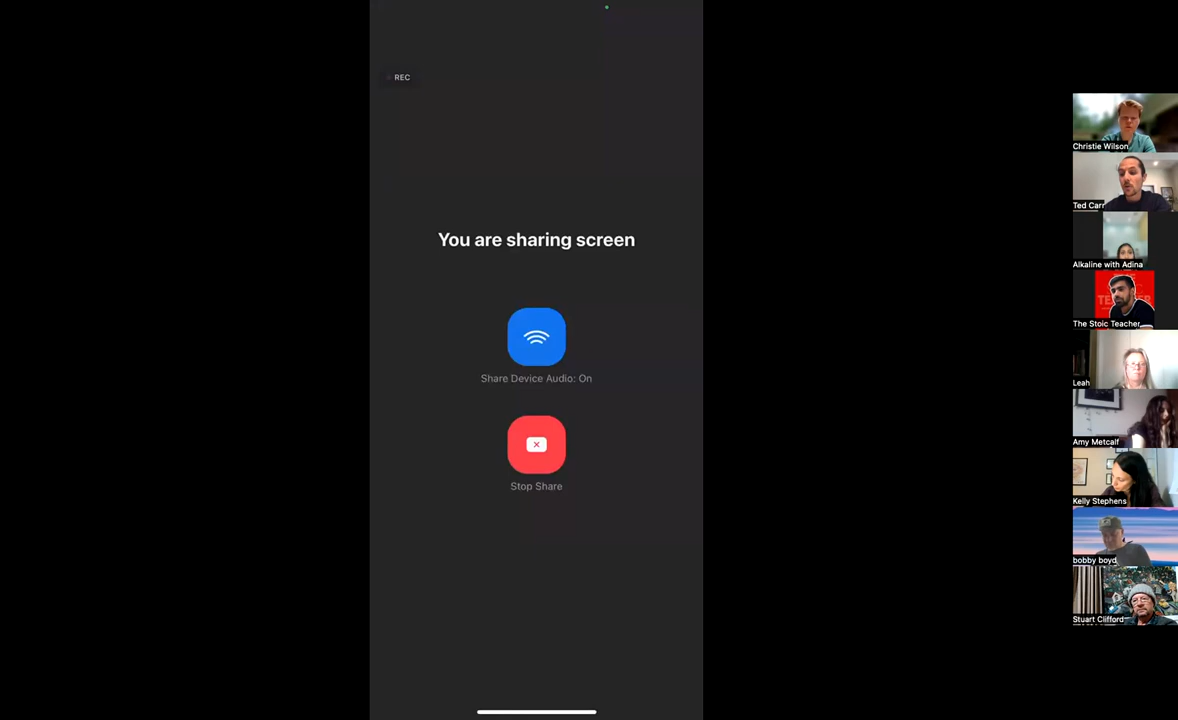 REC
You are sharing screen
Share Device Audio: On
Stop Share
Christie Wilson
Ted Carr
Alkaline with Adina
The Stoic Teacher
Leah
Amy Metcalf
Kelly Stephens
bobby boyd
Stuart Clifford